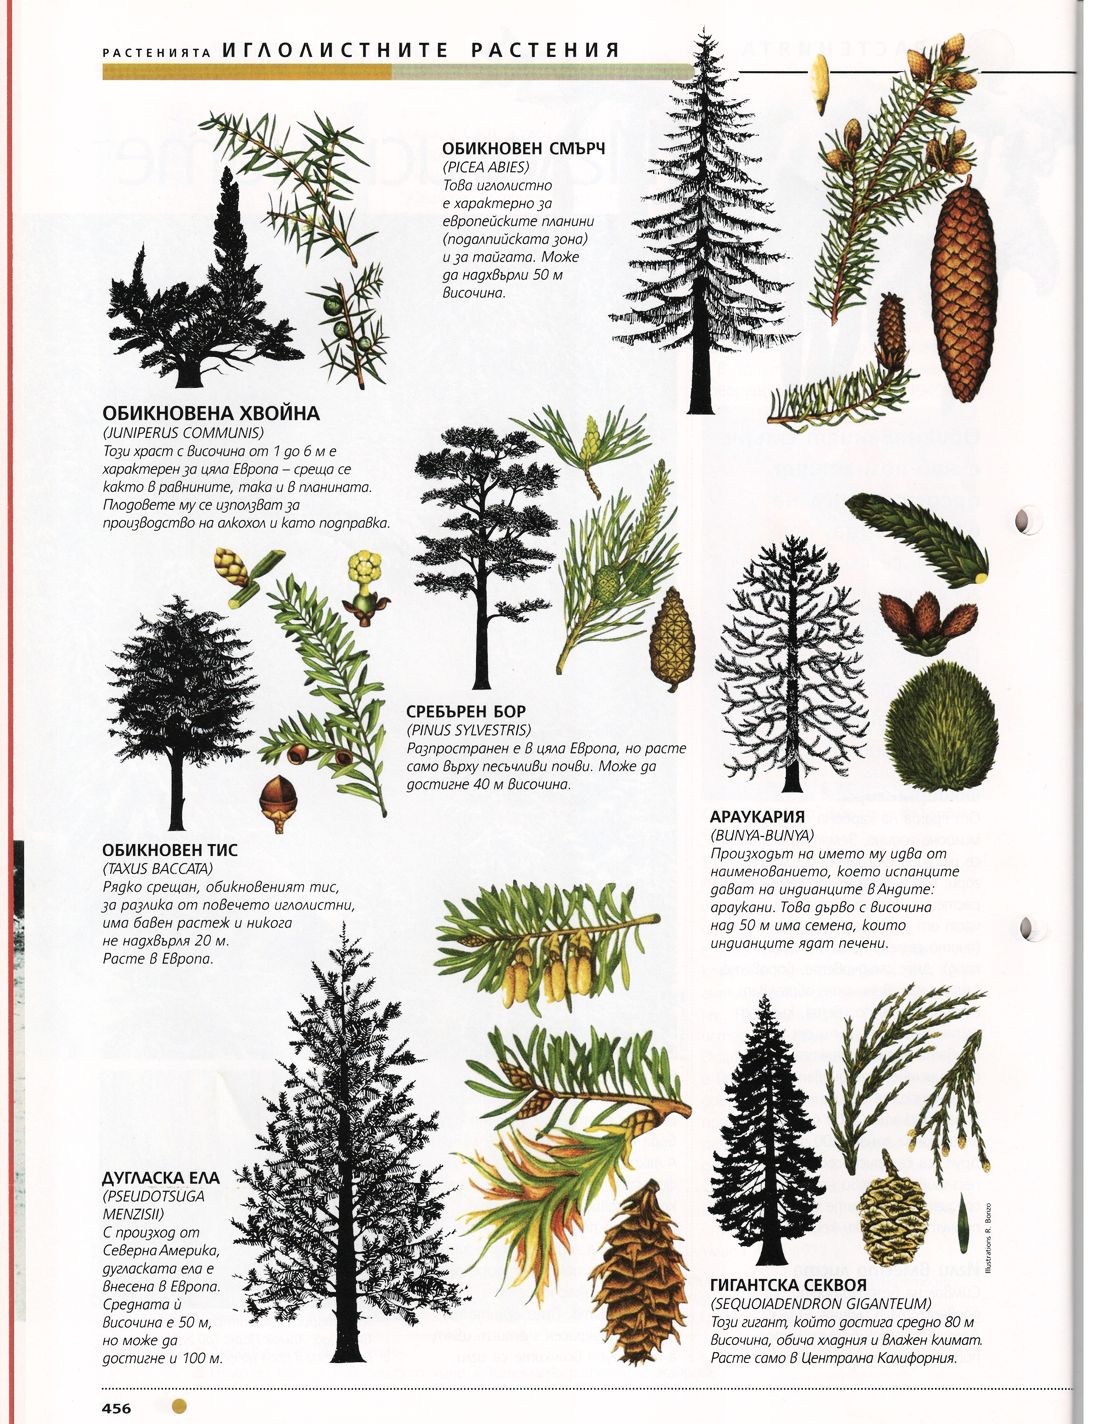 РАСТЕНИЯТА ИГЛОЛИСТНИТЕ РАСТЕНИЯ
ОБИКНОВЕН СМЪРЧ
(PICEA ABIES)
Това иглолистно
е характерно за
европейските планини
(подалпийската зона)
и за тайгата. Може
да надхвърли 50 м
височина.
ОБИКНОВЕНА ХВОЙНА
(JUNIPERUS COMMUNIS)
Този храст с височина от 1 до 6 м е
характерен за цяла Европа – среща се
както в равнините, така и в планината.
Плодовете му се използват за
производство на алкохол и като подправка.
СРЕБЪРЕН БОР
(PINUS SYLVESTRIS)
Разпространен е в цяла Европа, но расте
само върху песъчливи почви. Може да
достигне 40 м височина.
АРАУКАРИЯ
(BUNYA-BUNYA)
Произходът на името му идва от
наименованието, което испанците
дават на индианците в Андите:
араукани. Това дърво с височина
над 50 м има семена, които
индианците ядат печени.
ОБИКНОВЕН ТИС
(TAXUS BACCATA)
Рядко срещан, обикновеният тис,
за разлика от повечето иглолистни,
има бавен растеж и никога
не надхвърля 20 м.
Расте в Европа.
ДУГЛАСКА ЕЛА
(PSEUDOTSUGA
MENZISII)
С произход от
Северна Америка,
дугласката ела е
внесена в Европа.
Средната ѝ
височина е 50 м,
но може да
достигне и 100 м.
ГИГАНТСКА СЕКВОЯ
(SEQUOIADENDRON GIGANTEUM)
Този гигант, който достига средно 80 м
височина, обича хладния и влажен климат.
Расте само в Централна Калифорния.
Illustrations R. Bonzo
456